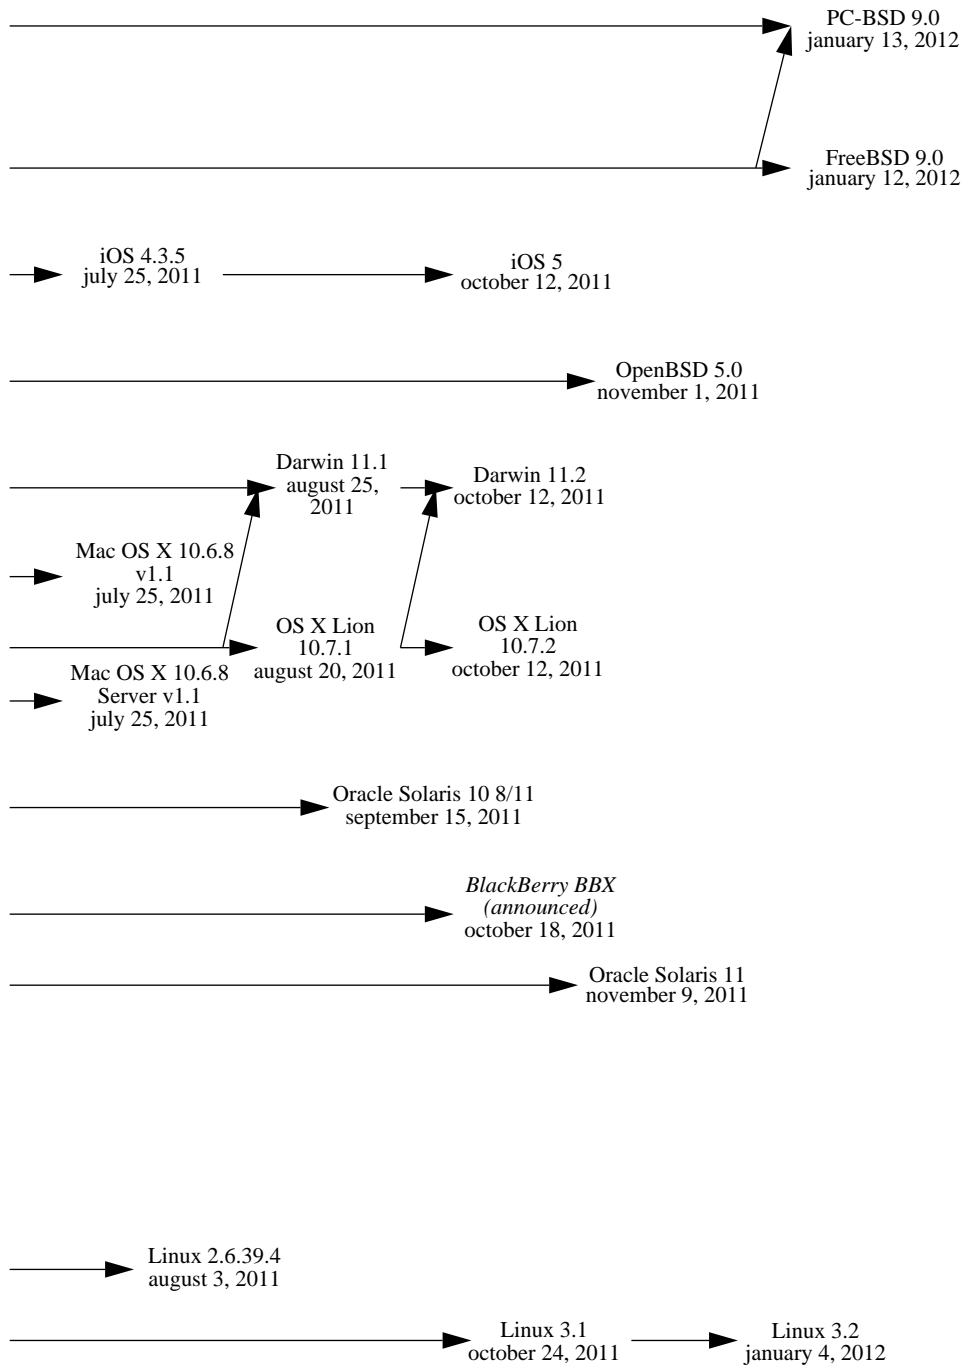 PC-BSD 9.0
january 13, 2012
FreeBSD 9.0
january 12, 2012
iOS 4.3.5
july 25, 2011
iOS 5
october 12, 2011
OpenBSD 5.0
november 1, 2011
Darwin 11.1
august 25,
2011
Darwin 11.2
october 12, 2011
Mac OS X 10.6.8
v1.1
july 25, 2011
OS X Lion
10.7.1
august 20, 2011
OS X Lion
10.7.2
october 12, 2011
Mac OS X 10.6.8
Server v1.1
july 25, 2011
Oracle Solaris 10 8/11
september 15, 2011
BlackBerry BBX
(announced)
october 18, 2011
Oracle Solaris 11
november 9, 2011
Linux 2.6.39.4
august 3, 2011
Linux 3.1
october 24, 2011
Linux 3.2
january 4, 2012